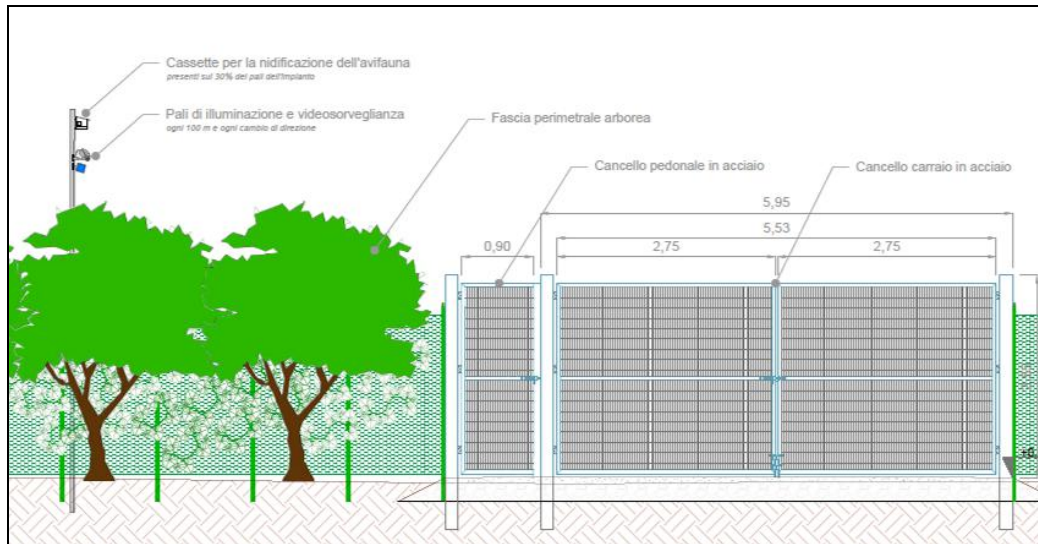 Cassette per la nidificazione dell'avifauna
presenti sul 30% dei pali dell'impianto
Pali di illuminazione e videosorveglianza
ogni 100 m e ogni cambio di direzione
Fascia perimetrale arborea
Cancello pedonale in acciaio
Cancello carraio in acciaio
5,95
5,53
0,90
2,75
2,75